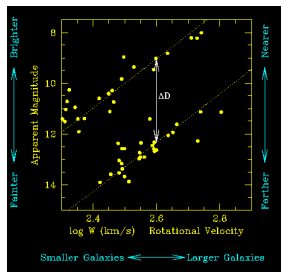 Brighter
Nearer
8
10
12
14
Apparent Magnitude
ΔD
Fainter
Farther
2.4
2.6
2.8
log W (km/s) Rotational Velocity
Smaller Galaxies
Larger Galaxies